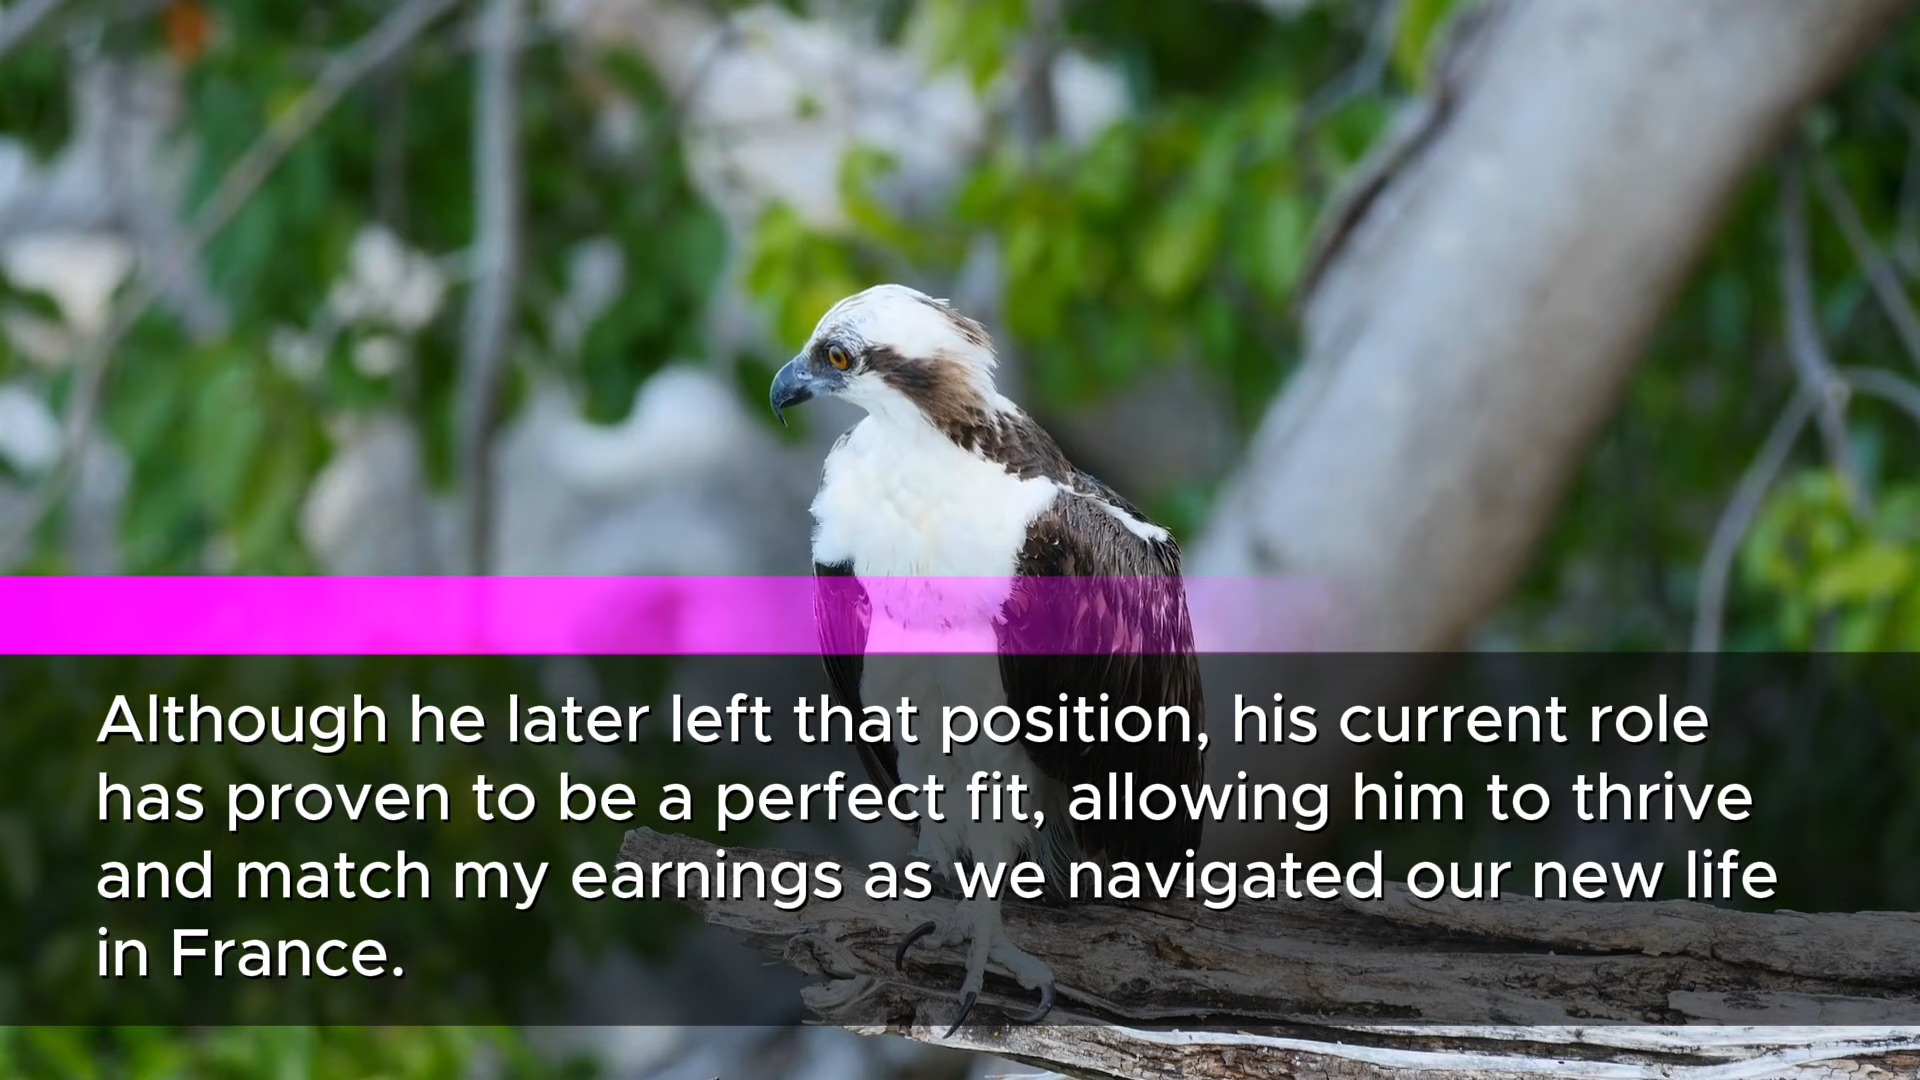 Although he later left that position, his current role
has proven to be a perfect fit, allowing him to thrive
and match my earnings as we navigated our new life
in France.